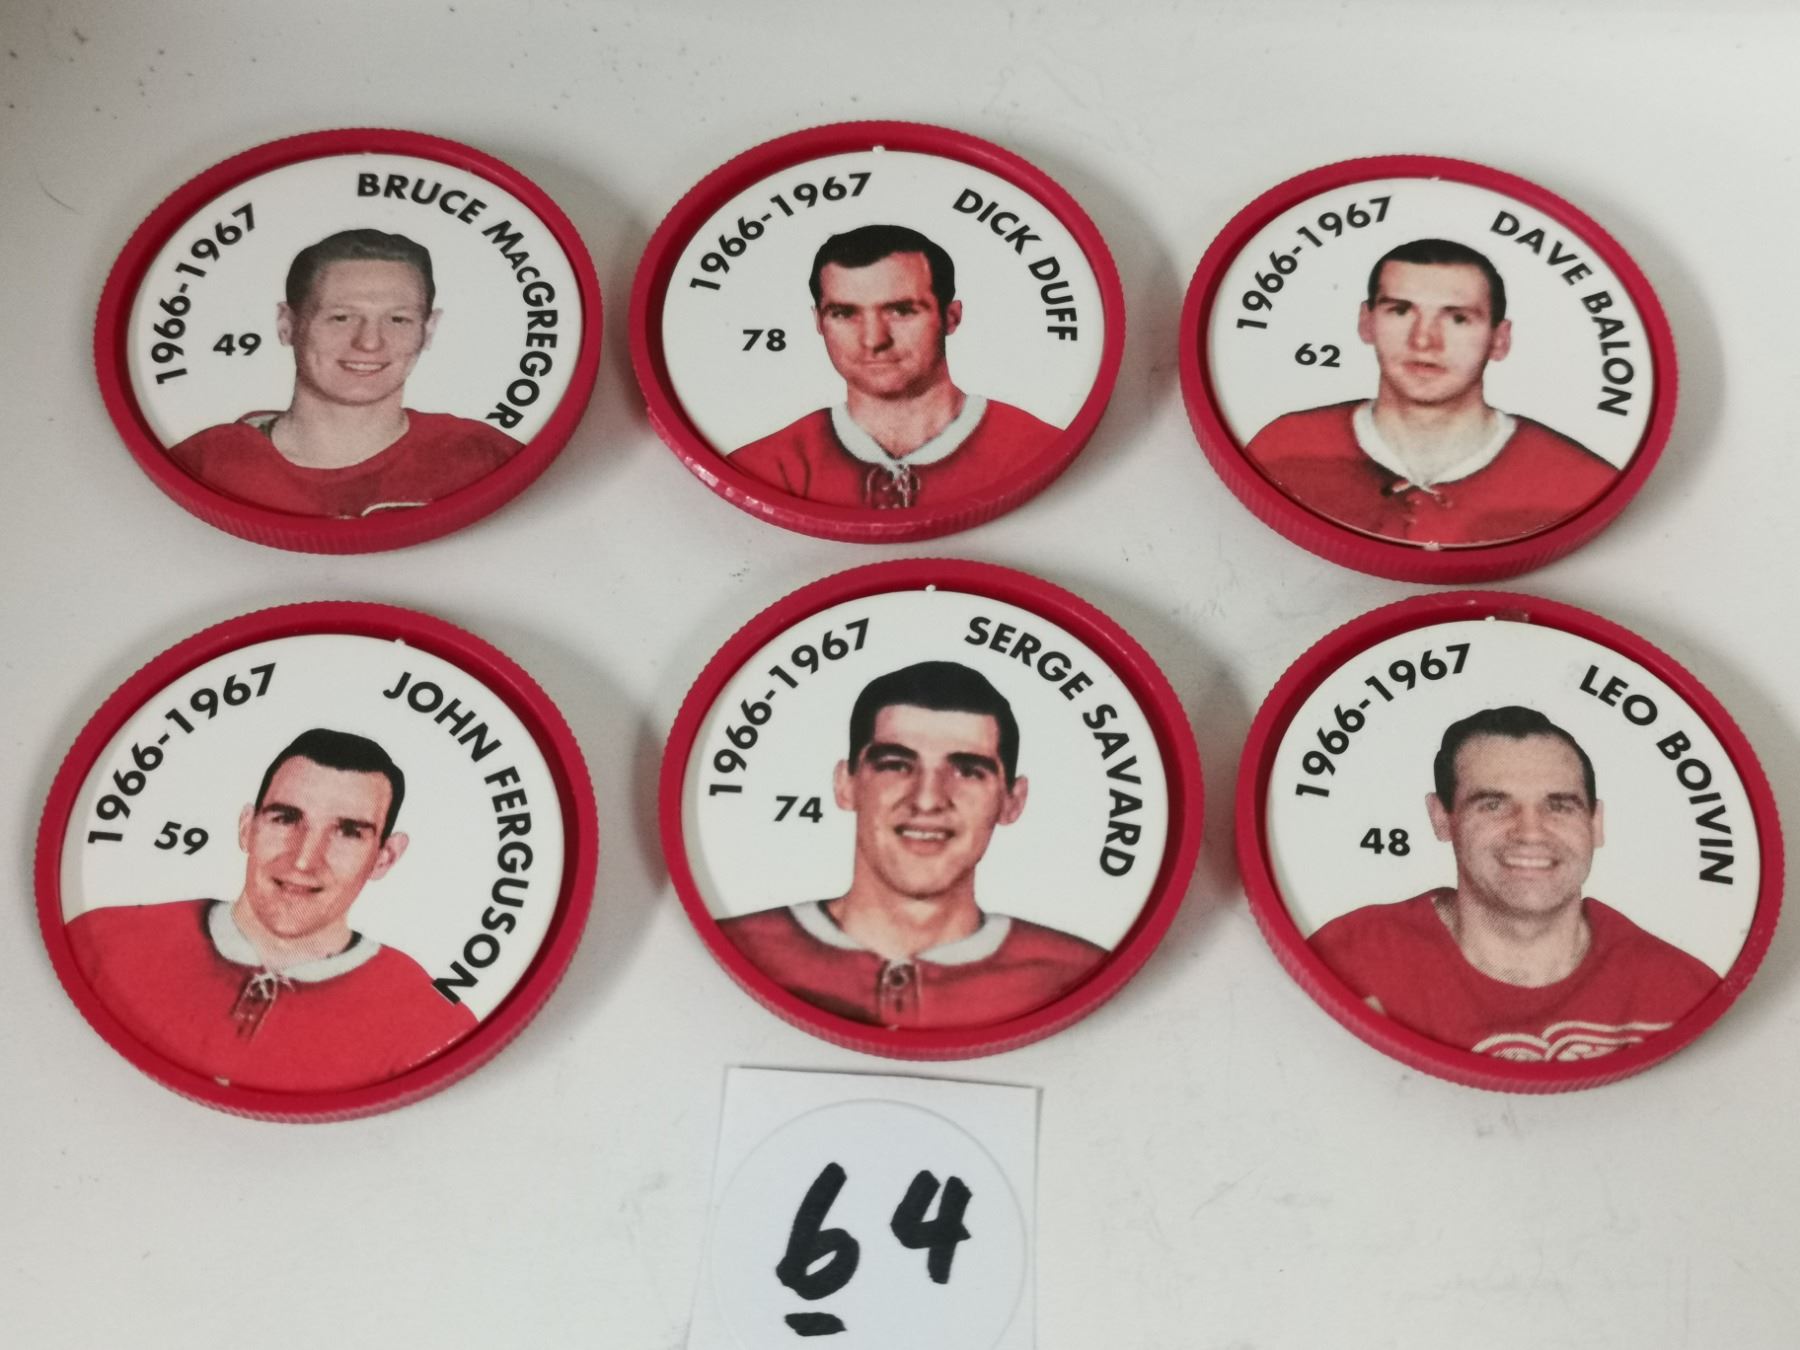 1966-1967 BRUCE MACGREGOR
49
1966-1967 DICK DUFF
78
1966-1967 DAVE BALON
62
1966-1967 JOHN FERGUSON
59
1966-1967 SERGE SAVARD
74
1966-1967 LEO BOIVIN
48
64